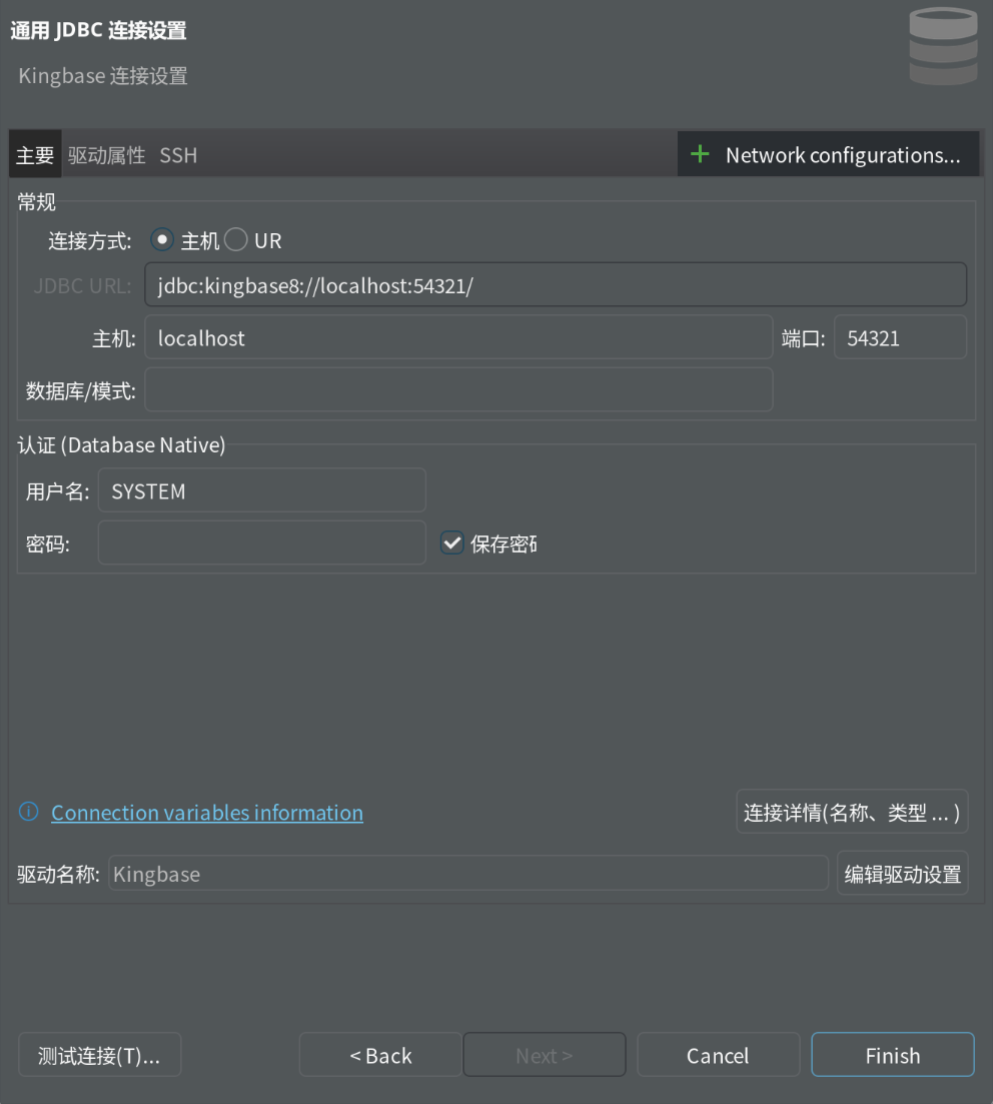 通用 JDBC 连接设置
Kingbase 连接设置
主要 驱动属性 SSH + Network configurations...
常规
连接方式: 主机 UR
JDBC URL: jdbc:kingbase8://localhost:54321/
主机: localhost 端口: 54321
数据库/模式:
认证 (Database Native)
用户名: SYSTEM
密码: 保存密码
Connection variables information 连接详情(名称、类型 ... )
驱动名称: Kingbase 编辑驱动设置
测试连接(T)... < Back Next > Cancel Finish